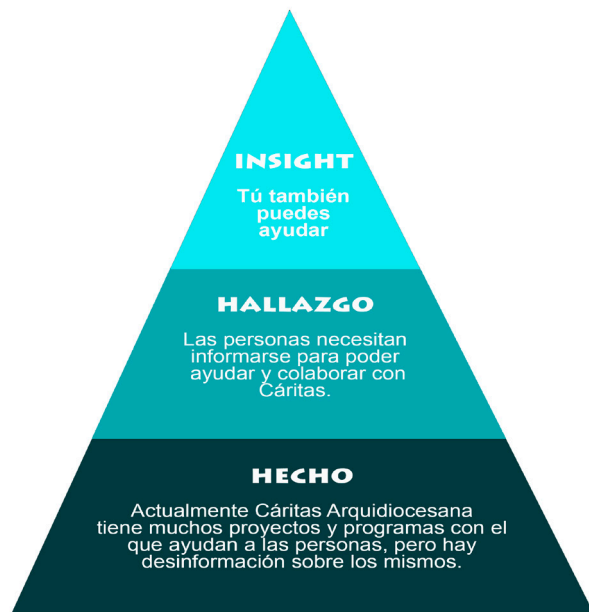 INSIGHT
Tú también
puedes
ayudar
HALLAZGO
Las personas necesitan
informarse para poder
ayudar y colaborar con
Cáritas.
HECHO
Actualmente Cáritas Arquidiocesana
tiene muchos proyectos y programas con el
que ayudan a las personas, pero hay
desinformación sobre los mismos.